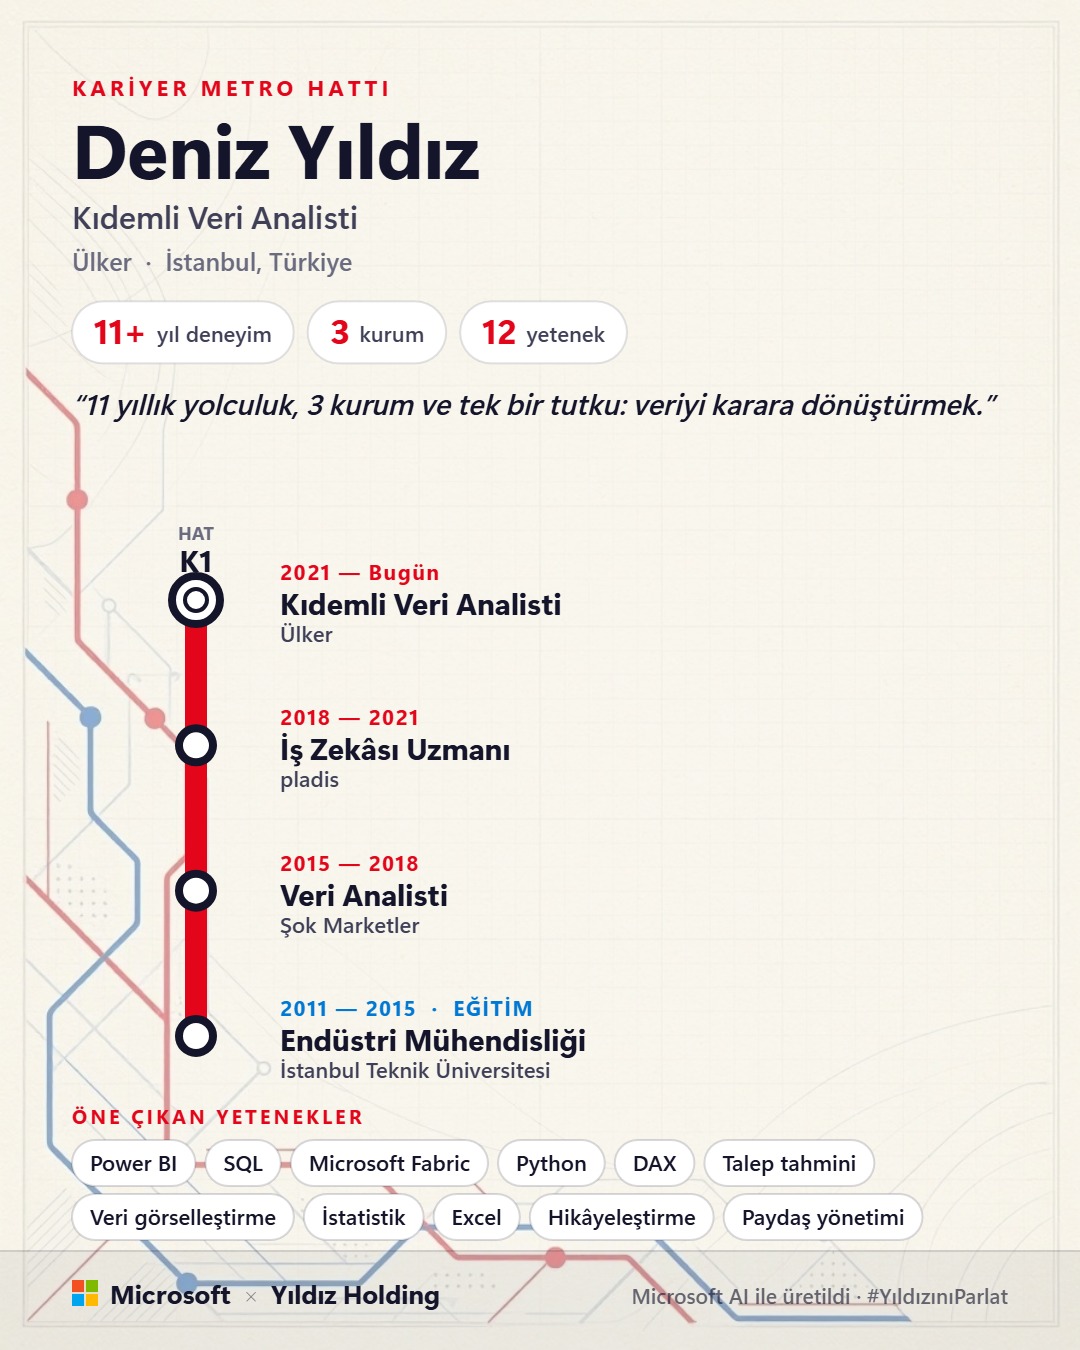 KARİYER METRO HATTI
Deniz Yıldız
Kıdemli Veri Analisti
Ülker · İstanbul, Türkiye
11+ yıl deneyim 3 kurum 12 yetenek
“11 yıllık yolculuk, 3 kurum ve tek bir tutku: veriyi karara dönüştürmek.”
HAT
K1
2021 — Bugün
Kıdemli Veri Analisti
Ülker
2018 — 2021
İş Zekâsı Uzmanı
pladis
2015 — 2018
Veri Analisti
Şok Marketler
2011 — 2015 · EĞİTİM
Endüstri Mühendisliği
İstanbul Teknik Üniversitesi
ÖNE ÇIKAN YETENEKLER
Power BI SQL Microsoft Fabric Python DAX Talep tahmini
Veri görselleştirme İstatistik Excel Hikâyeleştirme Paydaş yönetimi
Microsoft × Yıldız Holding
Microsoft AI ile üretildi · #YıldızınıParlat